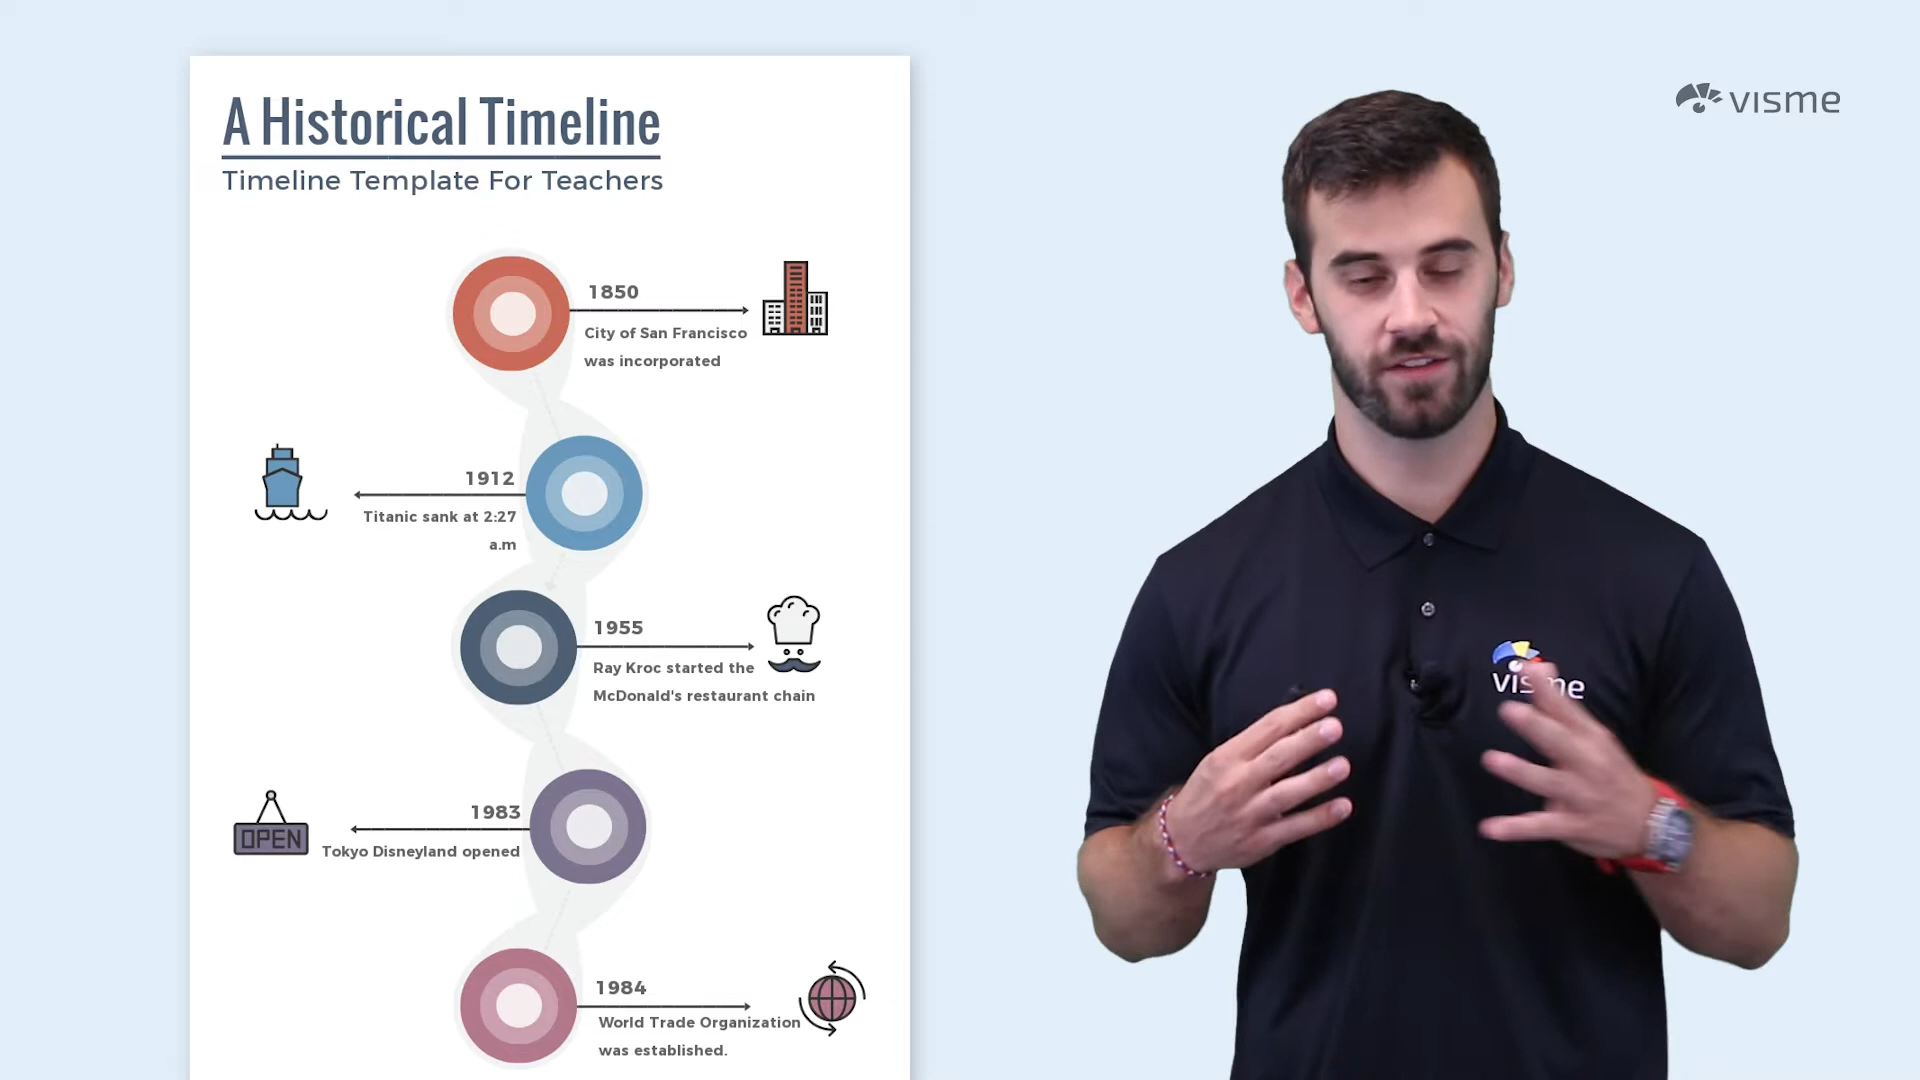 A Historical Timeline
Timeline Template For Teachers
visme
1850
City of San Francisco
was incorporated
1912
Titanic sank at 2:27
a.m
1955
Ray Kroc started the
McDonald's restaurant chain
1983
OPEN
Tokyo Disneyland opened
1984
World Trade Organization
was established.